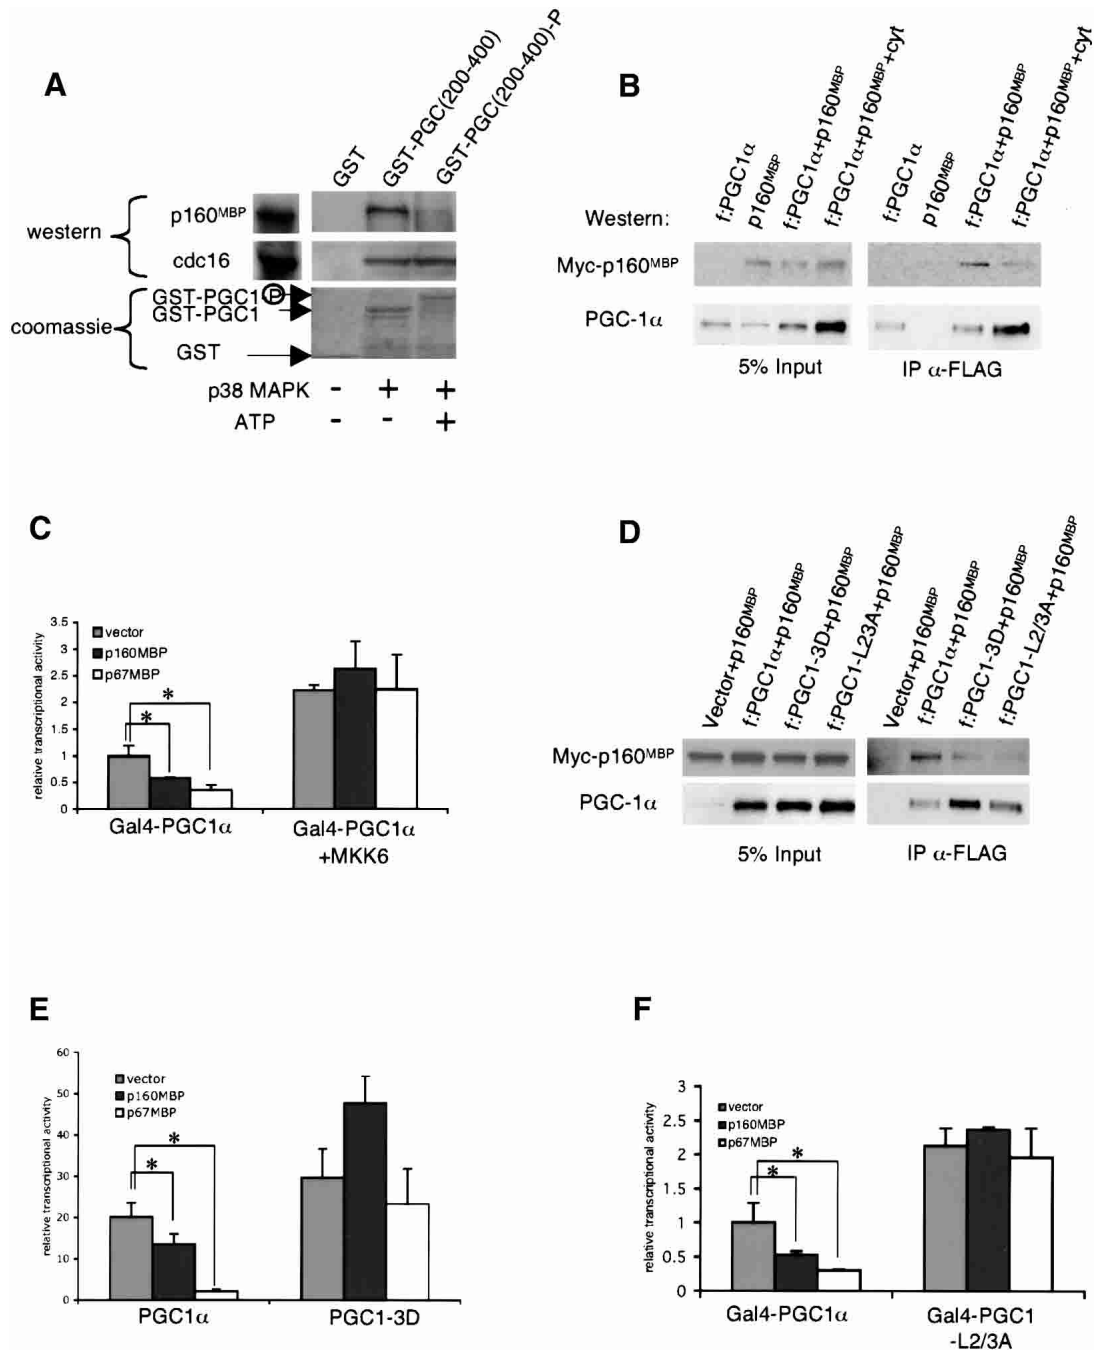 A
GST
GST-PGC(200-400)
GST-PGC(200-400)-P
western
p160MBP
cdc16
coomassie
GST-PGC1-P
GST-PGC1
GST
p38 MAPK - + +
ATP - - +
B
Western:
f:PGC1α
p160MBP
f:PGC1α+p160MBP
f:PGC1α+p160MBP+cyt
f:PGC1α
p160MBP
f:PGC1α+p160MBP
f:PGC1α+p160MBP+cyt
Myc-p160MBP
PGC-1α
5% Input
IP α-FLAG
C
relative transcriptional activity
3.5
3
2.5
2
1.5
1
0.5
0
vector
p160MBP
p67MBP
*
*
Gal4-PGC1α
Gal4-PGC1α
+MKK6
D
Vector+p160MBP
f:PGC1α+p160MBP
f:PGC1-3D+p160MBP
f:PGC1-L23A+p160MBP
Vector+p160MBP
f:PGC1α+p160MBP
f:PGC1-3D+p160MBP
f:PGC1-L2/3A+p160MBP
Myc-p160MBP
PGC-1α
5% Input
IP α-FLAG
E
relative transcriptional activity
60
50
40
30
20
10
0
vector
p160MBP
p67MBP
*
*
PGC1α
PGC1-3D
F
relative transcriptional activity
3
2.5
2
1.5
1
0.5
0
vector
p160MBP
p67MBP
*
*
Gal4-PGC1α
Gal4-PGC1
-L2/3A